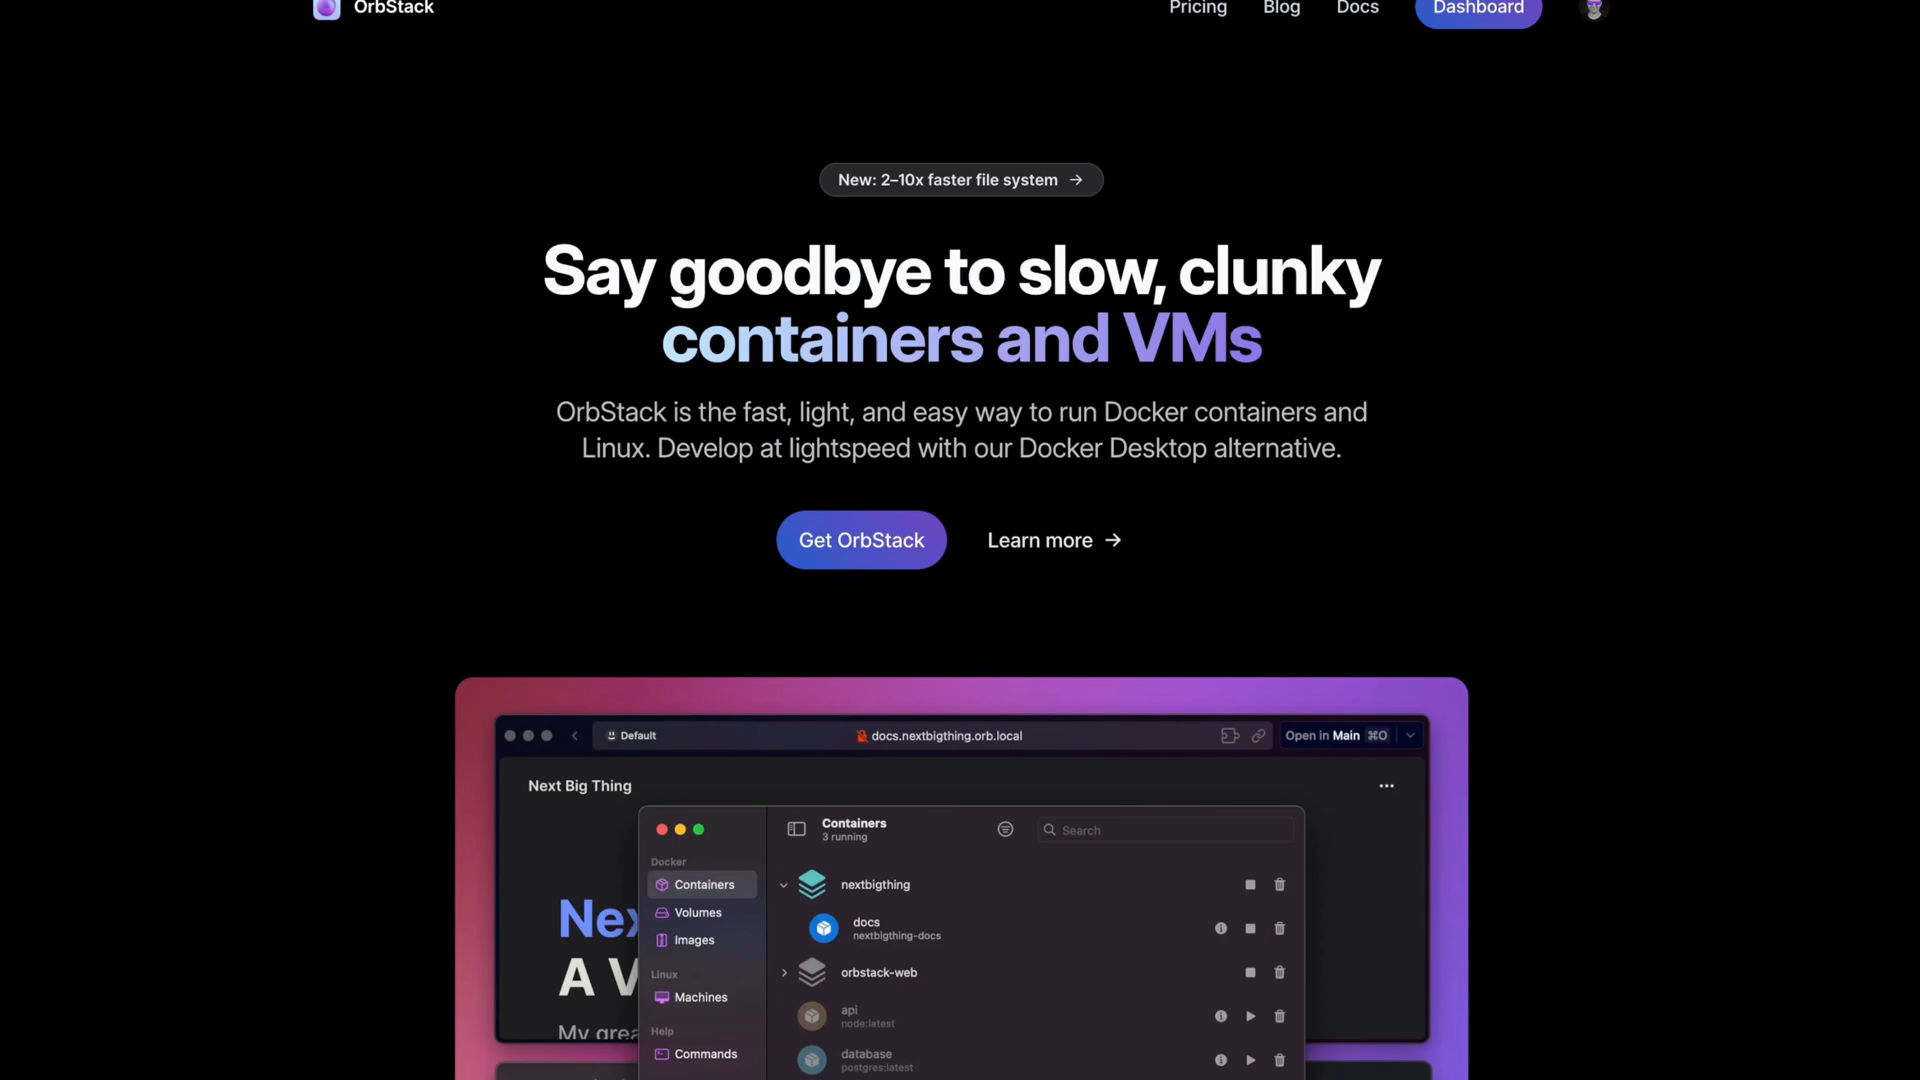 OrbStack
Pricing
Blog
Docs
Dashboard
New: 2–10x faster file system →
Say goodbye to slow, clunky
containers and VMs
OrbStack is the fast, light, and easy way to run Docker containers and
Linux. Develop at lightspeed with our Docker Desktop alternative.
Get OrbStack
Learn more →
Default
docs.nextbigthing.orb.local
Open in Main ⌘O
Next Big Thing
Containers
3 running
Search
Docker
Containers
Volumes
Images
Linux
Machines
Help
Commands
nextbigthing
docs
nextbigthing-docs
orbstack-web
api
node:latest
database
postgres:latest
Nex
A V
My grea